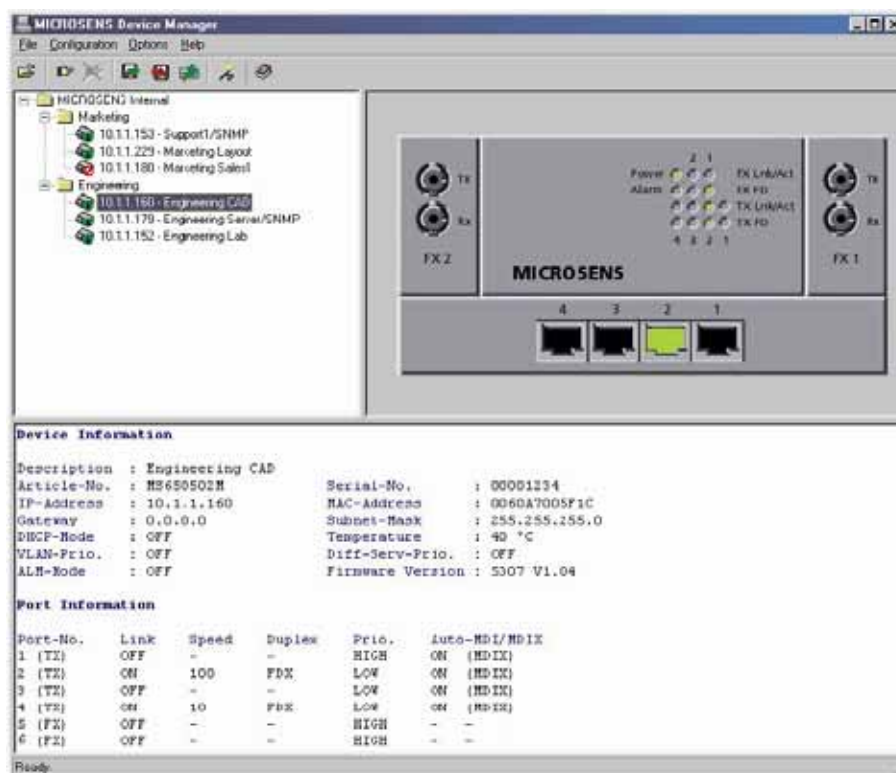 MICROSENS Device Manager
File Configuration Options Help
MICROSENS Internal
Marketing
10.1.1.153 - Support1/SNMP
10.1.1.229 - Marketing Layout
10.1.1.180 - Marketing Sales1
Engineering
10.1.1.160 - Engineering CAD
10.1.1.179 - Engineering Server/SNMP
10.1.1.152 - Engineering Lab
2 1
Power TX Lnk/Act
Alarm FX FD
TX Lnk/Act
TX FD
4 3 2 1
TX
Rx
FX 2
TX
Rx
FX 1
MICROSENS
4 3 2 1
Device Information
Description : Engineering CAD
Article-No. : MS650502M Serial-No. : 00001234
IP-Address : 10.1.1.160 MAC-Address : 0060A7005F1C
Gateway : 0.0.0.0 Subnet-Mask : 255.255.255.0
DHCP-Mode : OFF Temperature : 40 °C
VLAN-Prio. : OFF Diff-Serv-Prio. : OFF
ALM-Mode : OFF Firmware Version : 5307 V1.04
Port Information
Port-No. Link Speed Duplex Prio. Auto-MDI/MDIX
1 (TX) OFF - - HIGH ON (MDIX)
2 (TX) ON 100 FDX LOW ON (MDIX)
3 (TX) OFF - - LOW ON (MDIX)
4 (TX) ON 10 FDX LOW ON (MDIX)
5 (FX) OFF - - HIGH - -
6 (FX) OFF - - HIGH - -
Ready